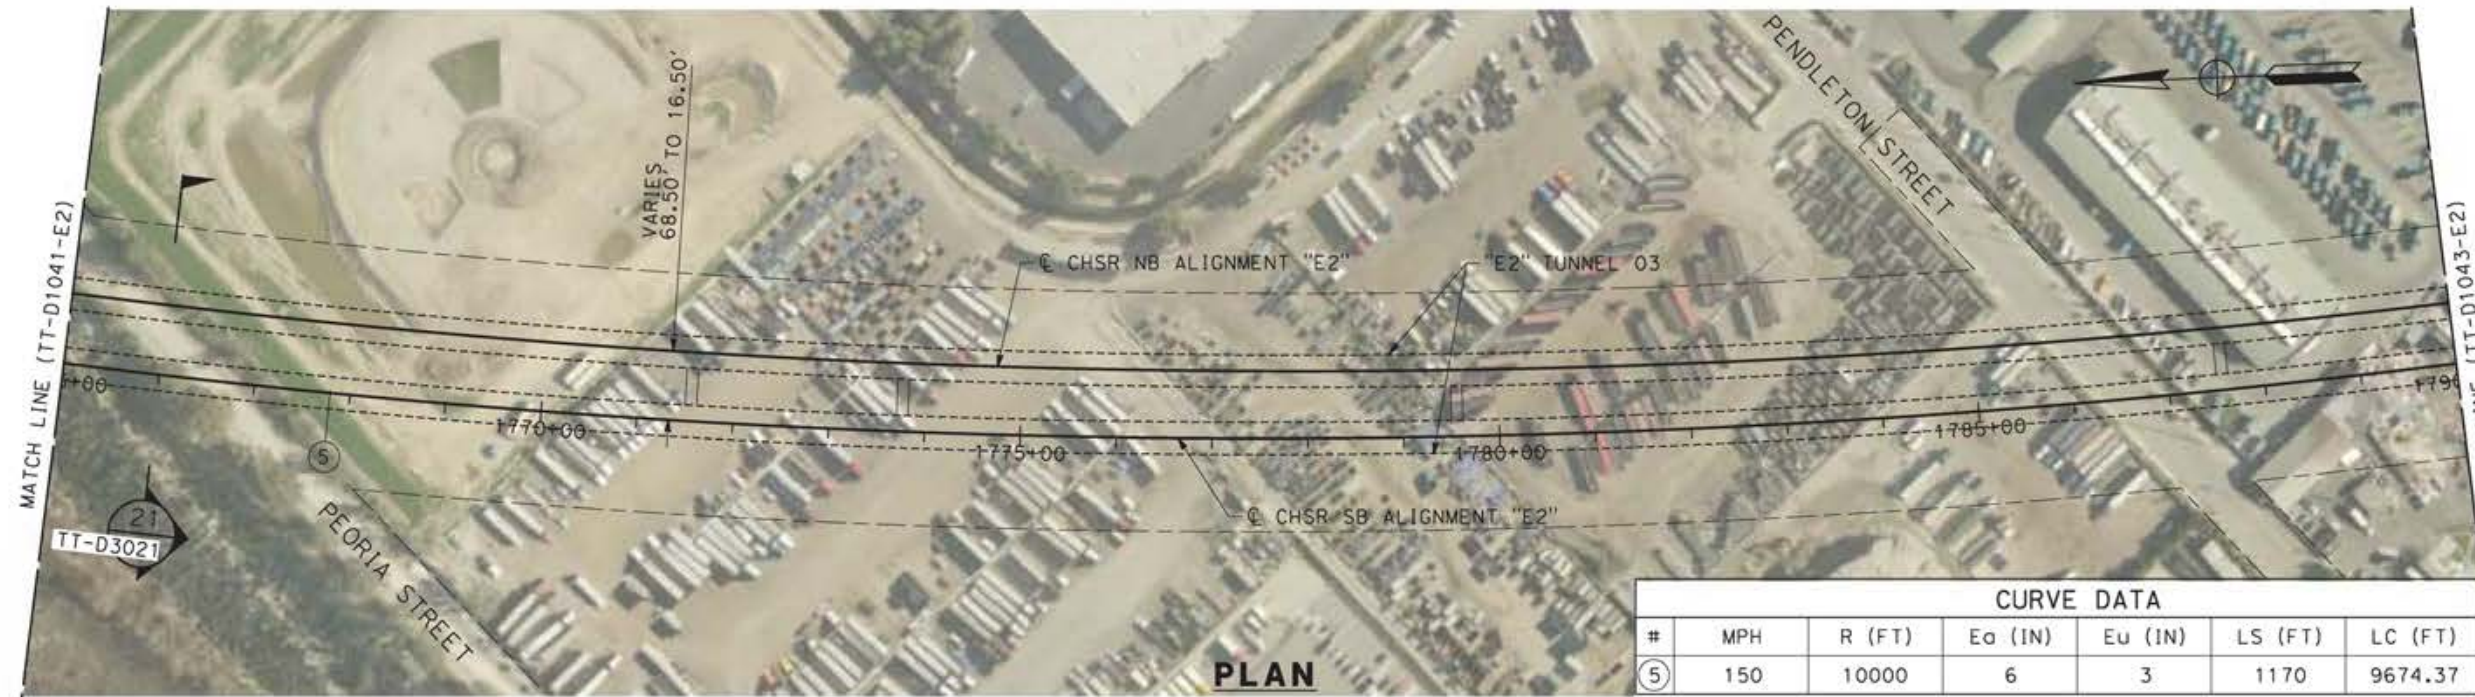 PENDLETON STREET
VARIES
68.50' TO 16.50'
MATCH LINE (TT-D1041-E2)
(TT-D1043-E2)
℄ CHSR NB ALIGNMENT "E2"
"E2" TUNNEL 03
+00
1770+00
1775+00
1780+00
1785+00
1790
5
21
TT-D3021
PEORIA STREET
℄ CHSR SB ALIGNMENT "E2"
PLAN
CURVE DATA
# MPH R (FT) Ea (IN) Eu (IN) LS (FT) LC (FT)
5 150 10000 6 3 1170 9674.37